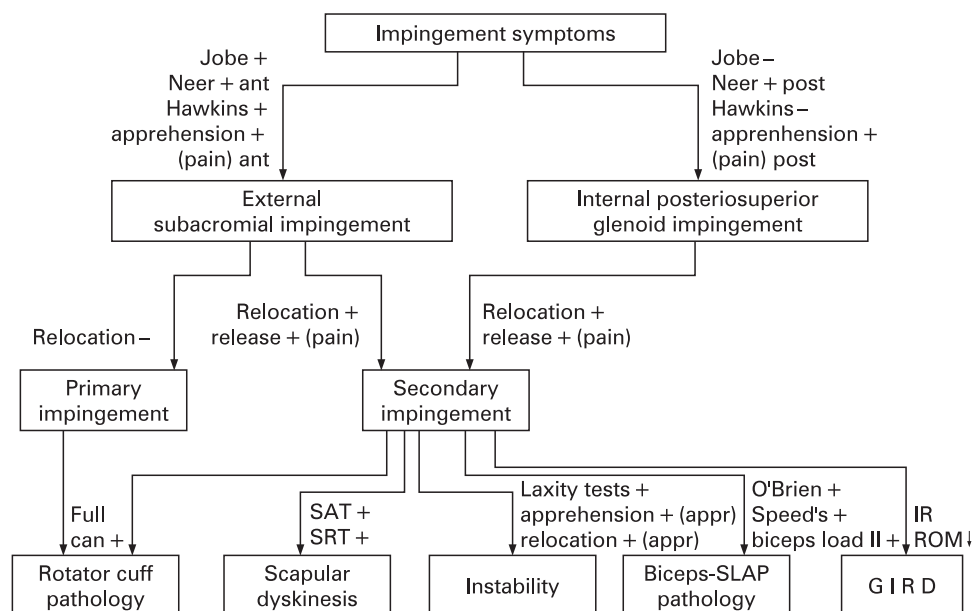 Impingement symptoms
Jobe +
Neer + ant
Hawkins +
apprehension +
(pain) ant
Jobe –
Neer + post
Hawkins –
apprenhension +
(pain) post
External
subacromial impingement
Internal posteriosuperior
glenoid impingement
Relocation –
Relocation +
release + (pain)
Relocation +
release + (pain)
Primary
impingement
Secondary
impingement
Full
can +
SAT +
SRT +
Laxity tests +
apprehension + (appr)
relocation + (appr)
O'Brien +
Speed's +
biceps load II +
IR
ROM ↓
Rotator cuff
pathology
Scapular
dyskinesis
Instability
Biceps-SLAP
pathology
G I R D